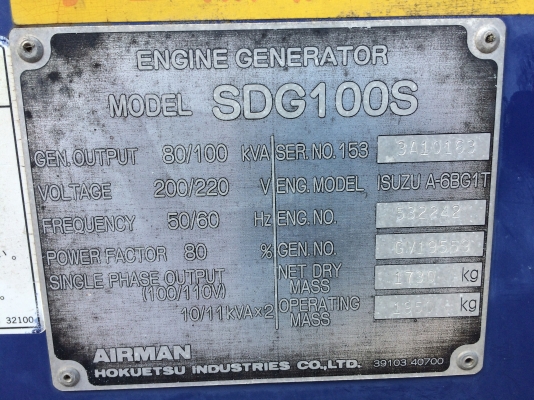 ENGINE GENERATOR
MODEL SDG100S
GEN. OUTPUT 80/100 kVA
VOLTAGE 200/220 V
FREQUENCY 50/60 Hz
POWER FACTOR 80 %
SINGLE PHASE OUTPUT
(100/110V)
10/11kVA×2
SER. NO. 153
ENG. MODEL ISUZU A-6BG1T
ENG. NO. 532242
GEN. NO.
NET DRY
MASS kg
OPERATING
MASS kg
AIRMAN
HOKUETSU INDUSTRIES CO.,LTD. 39103 40700
32100